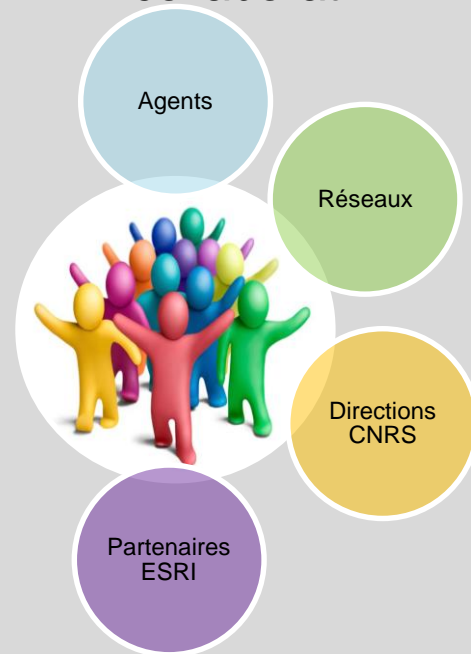 Agents
Réseaux
Directions
CNRS
Partenaires
ESRI